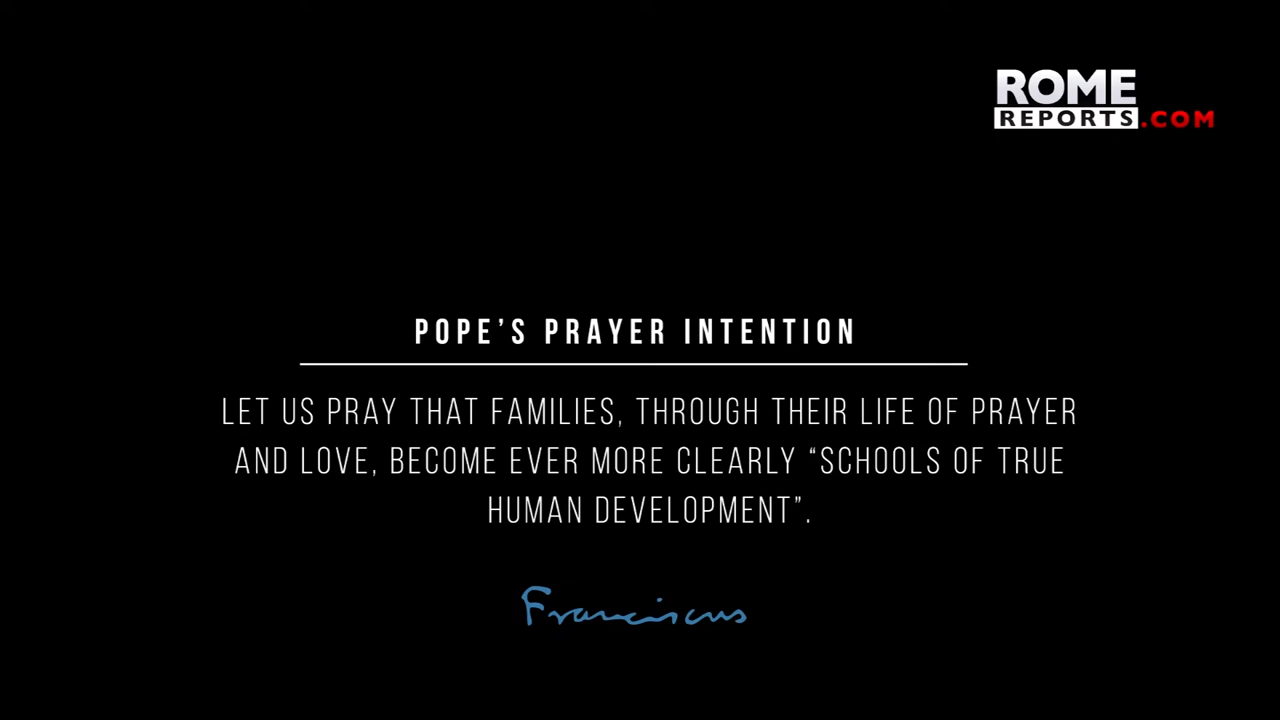 ROME
REPORTS.COM
POPE’S PRAYER INTENTION
LET US PRAY THAT FAMILIES, THROUGH THEIR LIFE OF PRAYER
AND LOVE, BECOME EVER MORE CLEARLY “SCHOOLS OF TRUE
HUMAN DEVELOPMENT”.
Franciscus